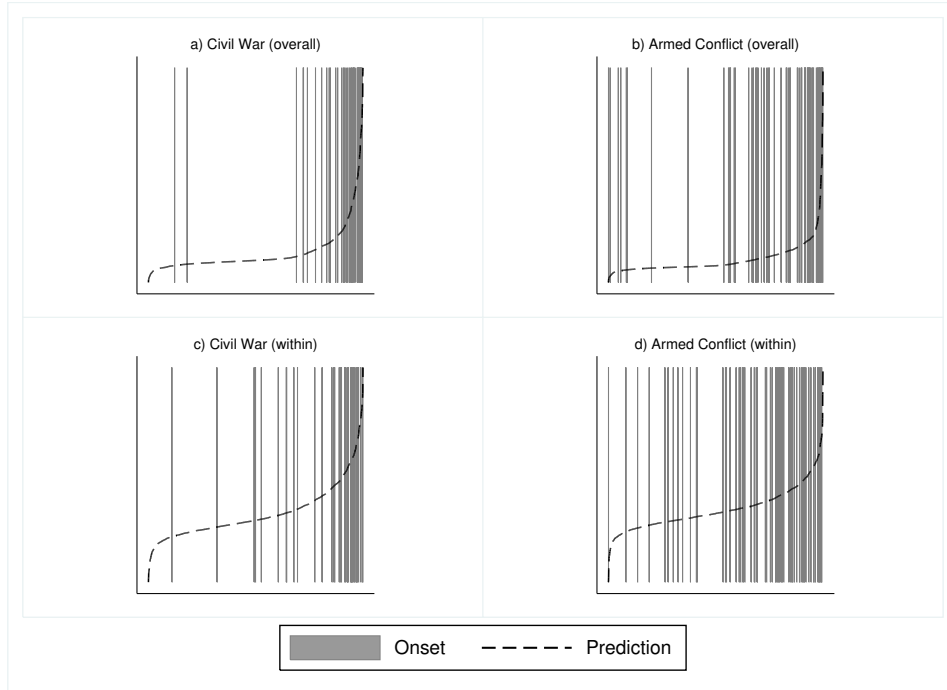 a) Civil War (overall)
b) Armed Conflict (overall)
c) Civil War (within)
d) Armed Conflict (within)
Onset
Prediction